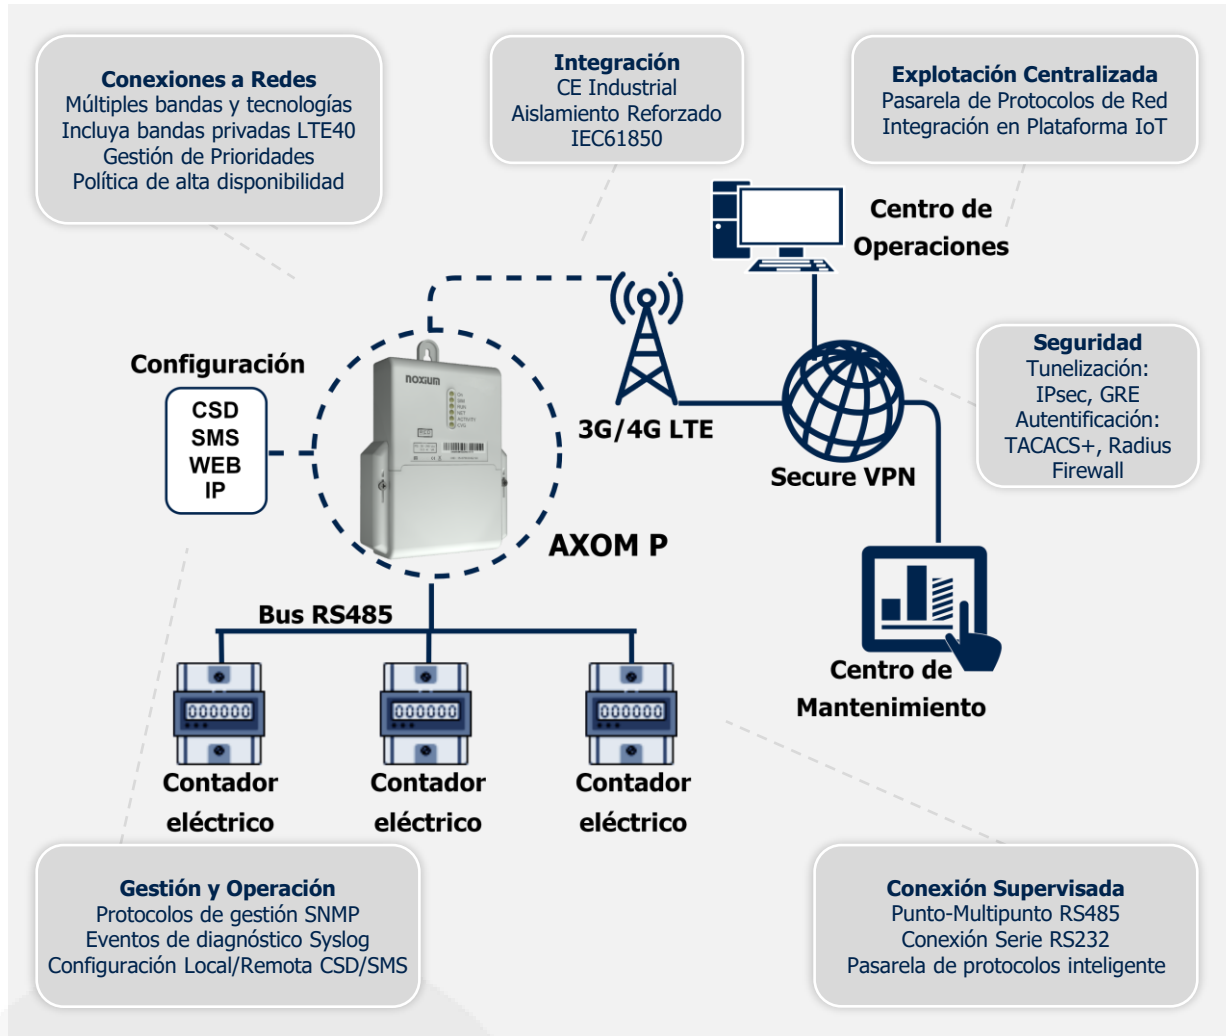 Conexiones a Redes
Múltiples bandas y tecnologías
Incluya bandas privadas LTE40
Gestión de Prioridades
Política de alta disponibilidad
Integración
CE Industrial
Aislamiento Reforzado
IEC61850
Explotación Centralizada
Pasarela de Protocolos de Red
Integración en Plataforma IoT
Centro de
Operaciones
Configuración
CSD
SMS
WEB
IP
noxium
AXOM P
3G/4G LTE
Secure VPN
Seguridad
Tunelización:
IPsec, GRE
Autentificación:
TACACS+, Radius
Firewall
Bus RS485
000000
000000
000000
Contador
eléctrico
Contador
eléctrico
Contador
eléctrico
Centro de
Mantenimiento
Gestión y Operación
Protocolos de gestión SNMP
Eventos de diagnóstico Syslog
Configuración Local/Remota CSD/SMS
Conexión Supervisada
Punto-Multipunto RS485
Conexión Serie RS232
Pasarela de protocolos inteligente